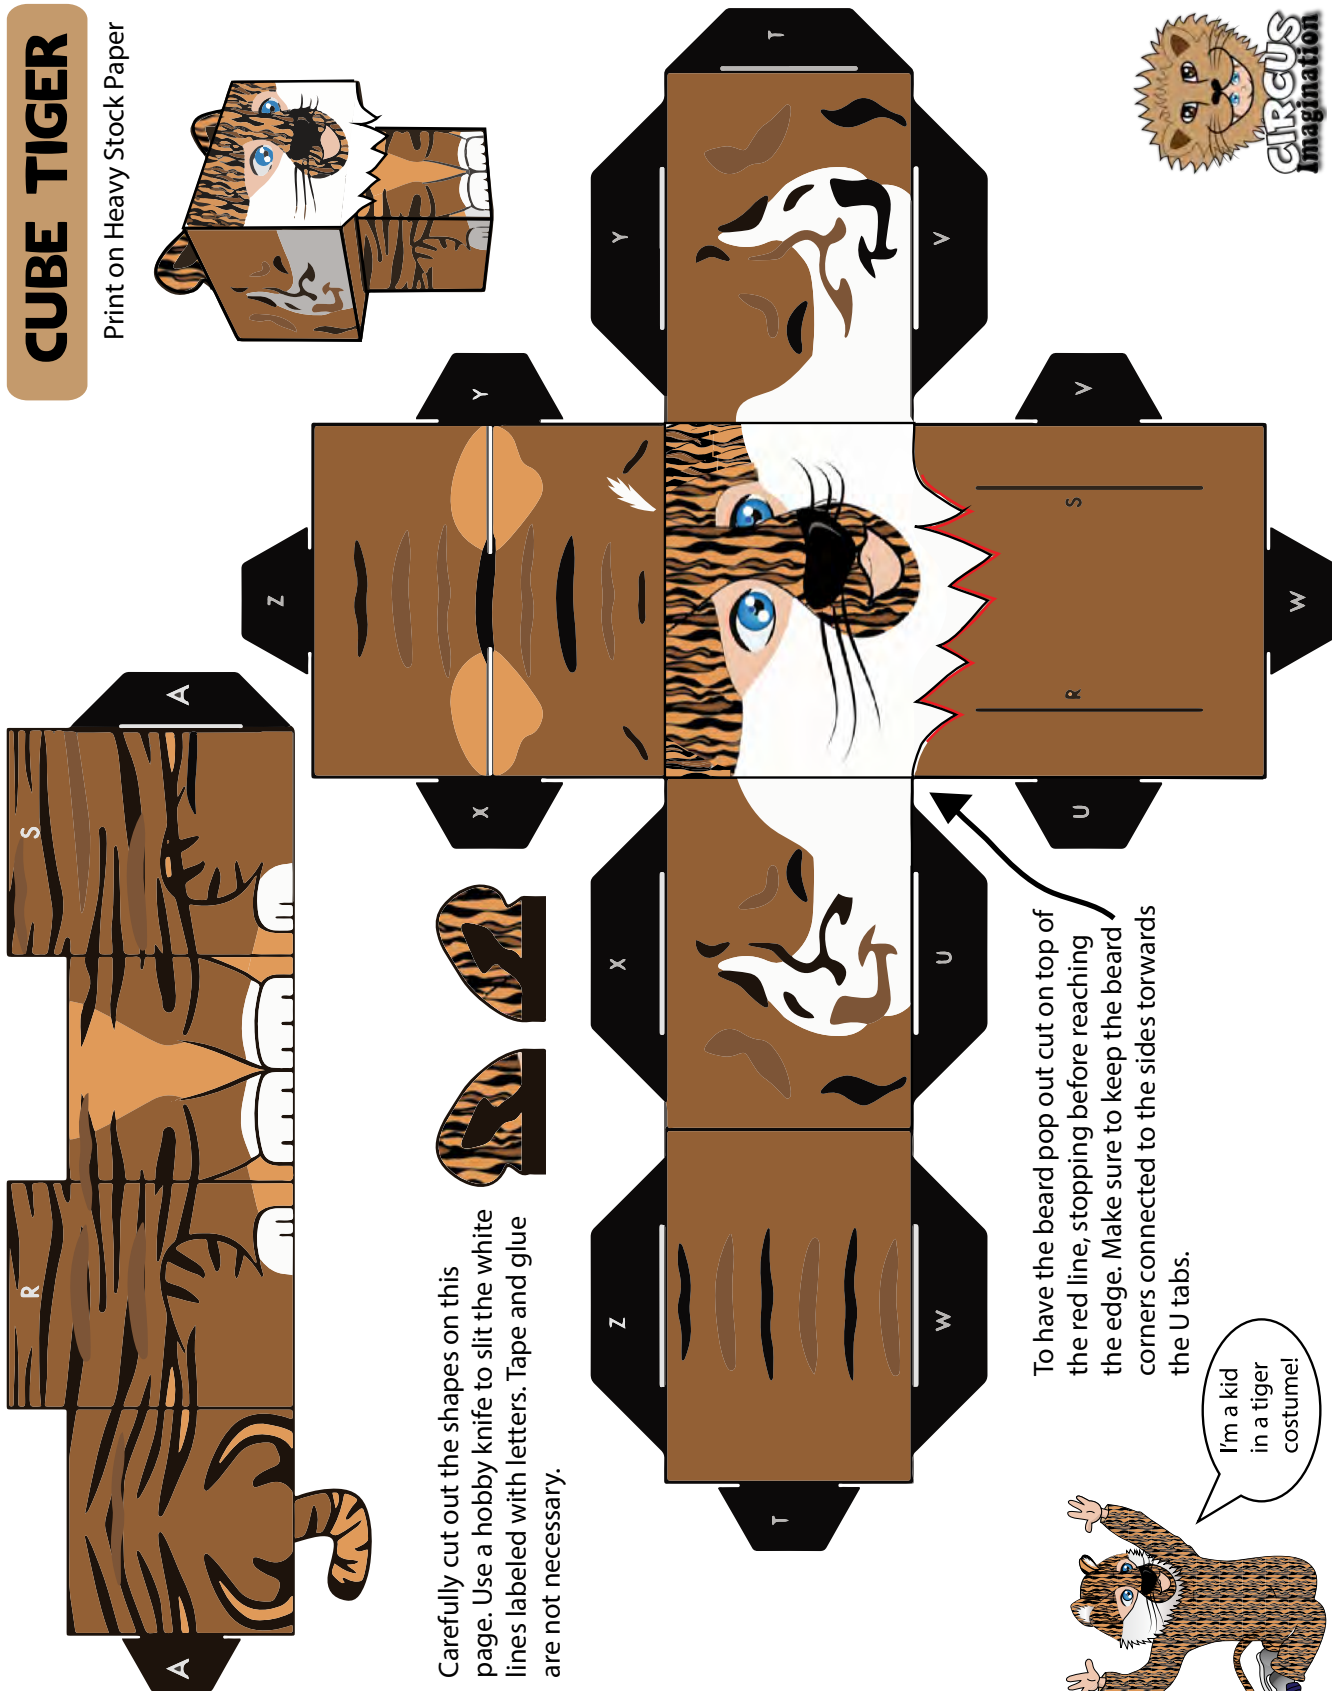 CUBE TIGER
Print on Heavy Stock Paper
CIRCUS
Imagination
T
Y
V
Y
V
Z
S
W
R
A
X
U
S
X
U
R
Z
W
T
A
Carefully cut out the shapes on this
page. Use a hobby knife to slit the white
lines labeled with letters. Tape and glue
are not necessary.
To have the beard pop out cut on top of
the red line, stopping before reaching
the edge. Make sure to keep the beard
corners connected to the sides torwards
the U tabs.
I'm a kid
in a tiger
costume!